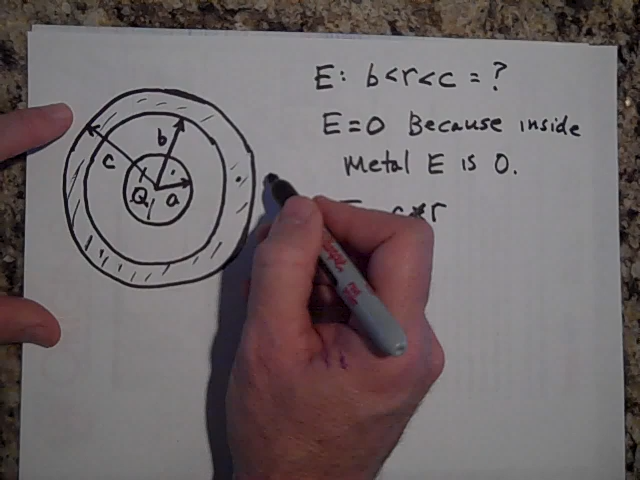 E: b<r<c = ?
E=0 Because inside
Metal E is 0.
c
b
Q
a